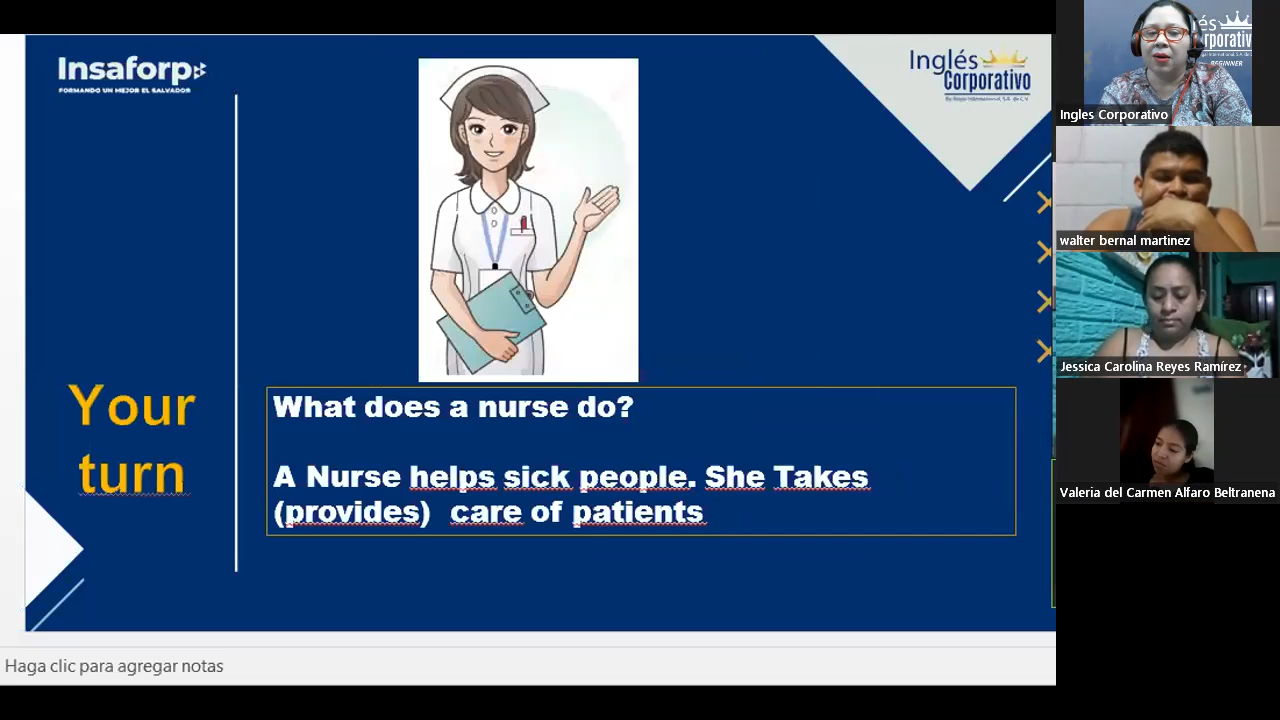 Insaforp
FORMANDO UN MEJOR EL SALVADOR
Inglés
Corporativo
Your
turn
What does a nurse do?
A Nurse helps sick people. She Takes
(provides) care of patients
Haga clic para agregar notas
BEGINNER
Ingles Corporativo
walter bernal martinez
Jessica Carolina Reyes Ramírez
Valeria del Carmen Alfaro Beltranena